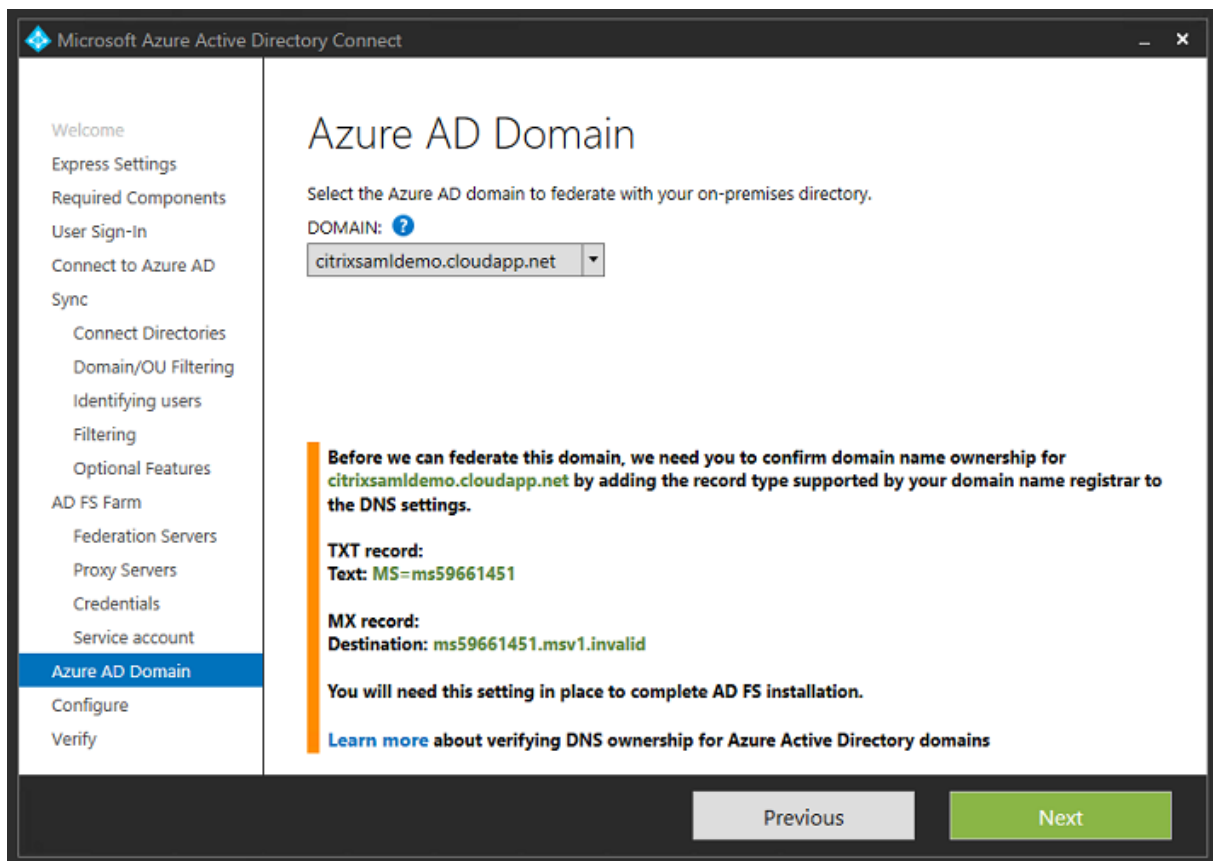 Microsoft Azure Active Directory Connect
Welcome
Express Settings
Required Components
User Sign-In
Connect to Azure AD
Sync
Connect Directories
Domain/OU Filtering
Identifying users
Filtering
Optional Features
AD FS Farm
Federation Servers
Proxy Servers
Credentials
Service account
Azure AD Domain
Configure
Verify
Azure AD Domain
Select the Azure AD domain to federate with your on-premises directory.
DOMAIN: ?
citrixsamldemo.cloudapp.net
Before we can federate this domain, we need you to confirm domain name ownership for
citrixsamldemo.cloudapp.net by adding the record type supported by your domain name registrar to
the DNS settings.
TXT record:
Text: MS=ms59661451
MX record:
Destination: ms59661451.msv1.invalid
You will need this setting in place to complete AD FS installation.
Learn more about verifying DNS ownership for Azure Active Directory domains
Previous
Next